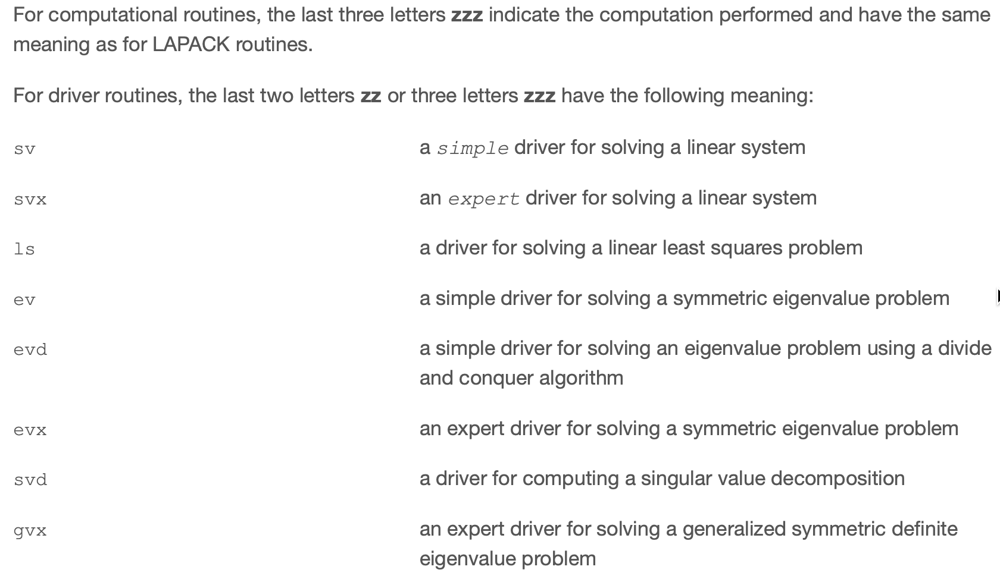 For computational routines, the last three letters zzz indicate the computation performed and have the same
meaning as for LAPACK routines.
For driver routines, the last two letters zz or three letters zzz have the following meaning:
sv a simple driver for solving a linear system
svx an expert driver for solving a linear system
ls a driver for solving a linear least squares problem
ev a simple driver for solving a symmetric eigenvalue problem
evd a simple driver for solving an eigenvalue problem using a divide
and conquer algorithm
evx an expert driver for solving a symmetric eigenvalue problem
svd a driver for computing a singular value decomposition
gvx an expert driver for solving a generalized symmetric definite
eigenvalue problem